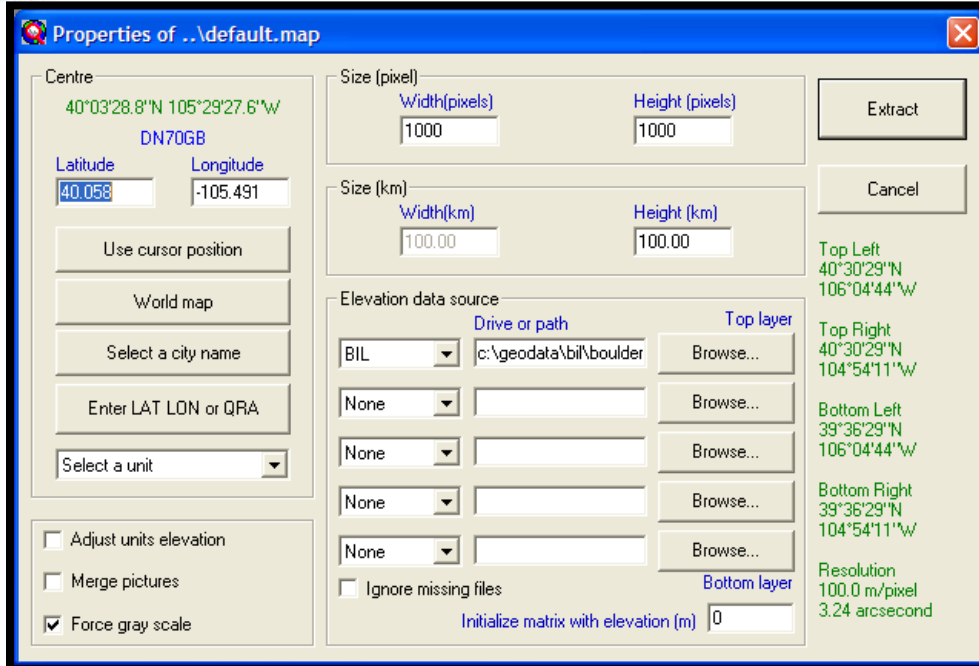 Properties of ..\default.map
Centre
40°03'28.8"N 105°29'27.6"W
DN70GB
Latitude Longitude
40.058 -105.491
Use cursor position
World map
Select a city name
Enter LAT LON or QRA
Select a unit
Adjust units elevation
Merge pictures
Force gray scale
Size (pixel)
Width(pixels) Height (pixels)
1000 1000
Size (km)
Width(km) Height (km)
100.00 100.00
Elevation data source
Drive or path Top layer
BIL c:\geodata\bil\boulder Browse...
None Browse...
None Browse...
None Browse...
None Browse...
Ignore missing files Bottom layer
Initialize matrix with elevation (m) 0
Extract
Cancel
Top Left
40°30'29"N
106°04'44"W
Top Right
40°30'29"N
104°54'11"W
Bottom Left
39°36'29"N
106°04'44"W
Bottom Right
39°36'29"N
104°54'11"W
Resolution
100.0 m/pixel
3.24 arcsecond